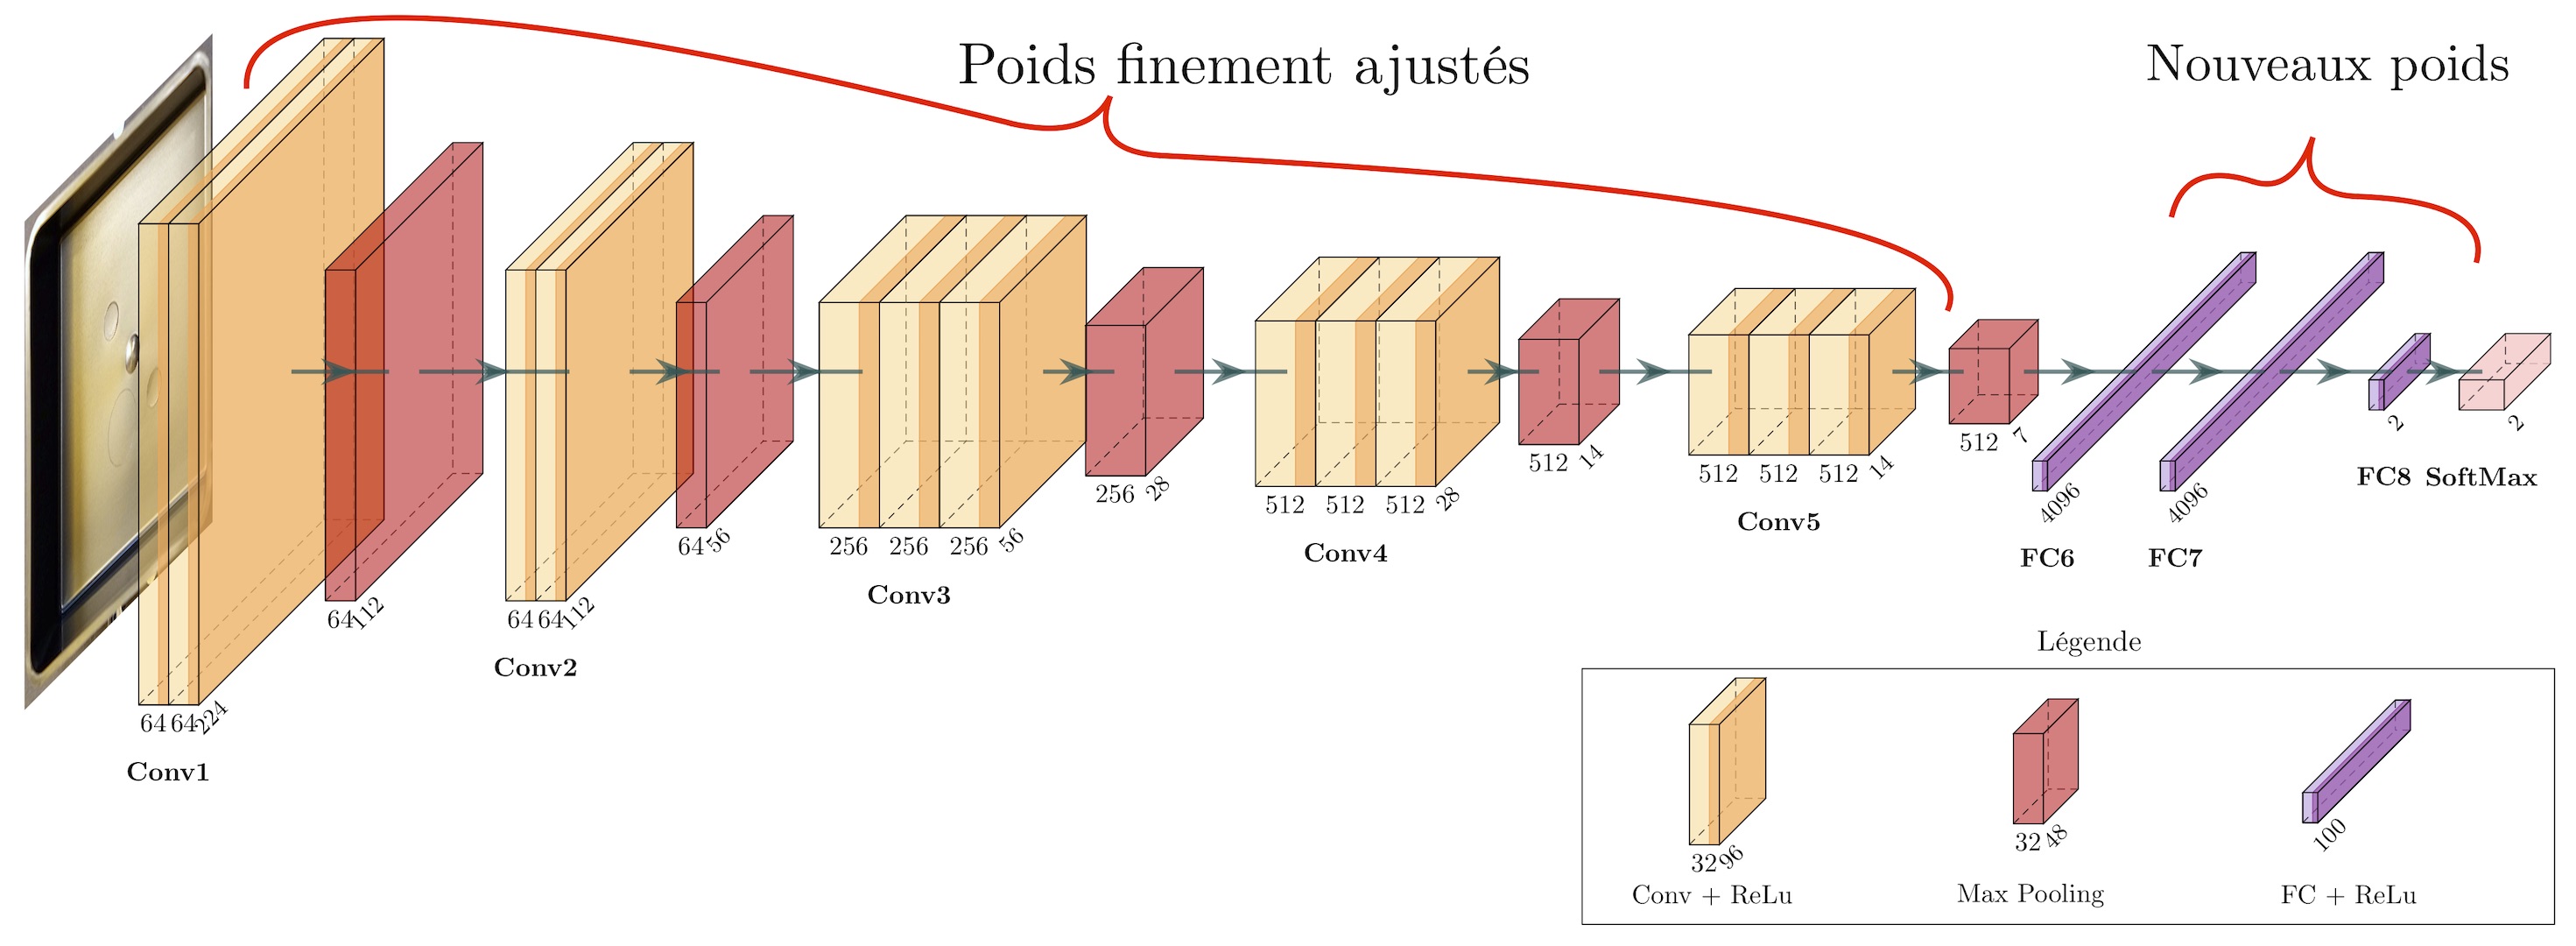 Poids finement ajustés
Nouveaux poids
64 64 224
Conv1
64 112
64 64 112
Conv2
64 56
256 256 256 56
Conv3
256 28
512 512 512 28
Conv4
512 14
512 512 512 14
Conv5
512 7
4096
FC6
4096
FC7
2
FC8
2
SoftMax
Légende
32 96
Conv + ReLu
32 48
Max Pooling
100
FC + ReLu